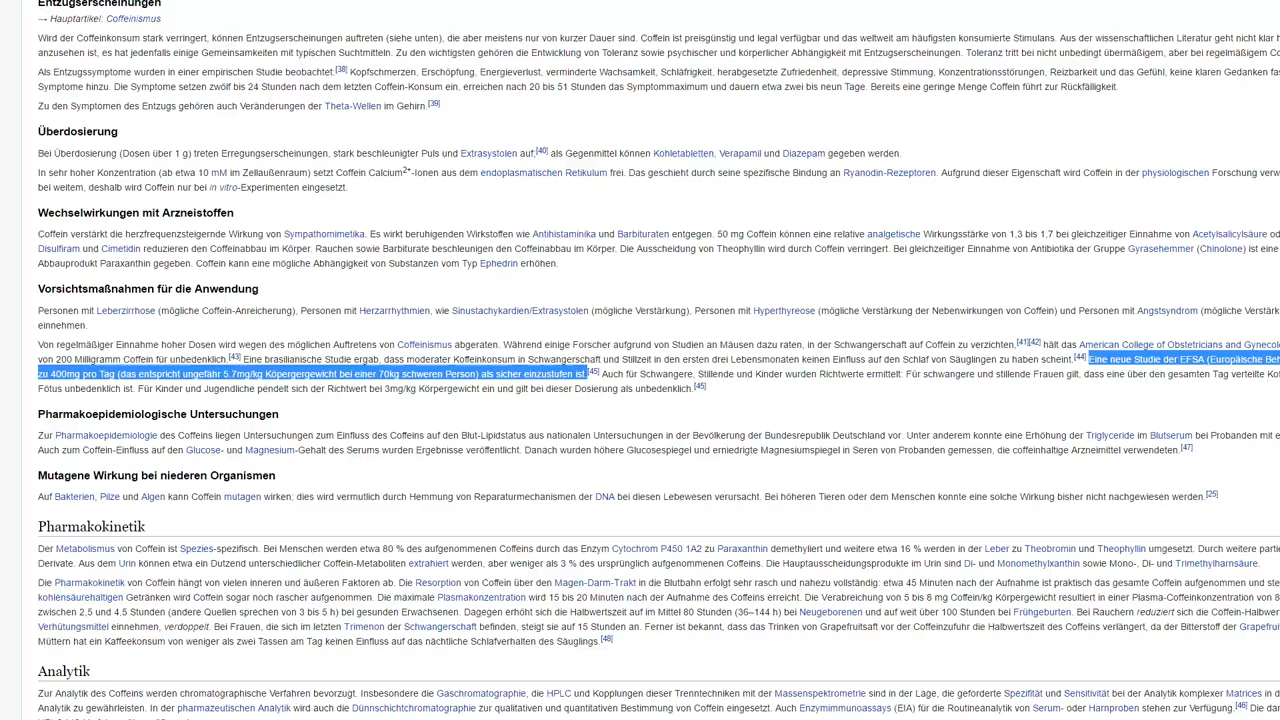 Entzugserscheinungen
→ Hauptartikel: Coffeinismus
Wird der Coffeinkonsum stark verringert, können Entzugserscheinungen auftreten (siehe unten), die aber meistens nur von kurzer Dauer sind. Coffein ist preisgünstig und legal verfügbar und das weltweit am häufigsten konsumierte Stimulans. Aus der wissenschaftlichen Literatur geht nicht klar
anzusehen ist, es hat jedenfalls einige Gemeinsamkeiten mit typischen Suchtmitteln. Zu den wichtigsten gehören die Entwicklung von Toleranz sowie psychischer und körperlicher Abhängigkeit mit Entzugserscheinungen. Toleranz tritt bei nicht unbedingt übermäßigem, aber bei regelmäßigem
Als Entzugssymptome wurden in einer empirischen Studie beobachtet:[38] Kopfschmerzen, Erschöpfung, Energieverlust, verminderte Wachsamkeit, Schläfrigkeit, herabgesetzte Zufriedenheit, depressive Stimmung, Konzentrationsstörungen, Reizbarkeit und das Gefühl, keine klaren Gedanken
Symptome hinzu. Die Symptome setzen zwölf bis 24 Stunden nach dem letzten Coffein-Konsum ein, erreichen nach 20 bis 51 Stunden das Symptommaximum und dauern etwa zwei bis neun Tage. Bereits eine geringe Menge Coffein führt zur Rückfälligkeit.
Zu den Symptomen des Entzugs gehören auch Veränderungen der Theta-Wellen im Gehirn.[39]
Überdosierung
Bei Überdosierung (Dosen über 1 g) treten Erregungserscheinungen, stark beschleunigter Puls und Extrasystolen auf;[40] als Gegenmittel können Kohletabletten, Verapamil und Diazepam gegeben werden.
In sehr hoher Konzentration (ab etwa 10 mM im Zellaußenraum) setzt Coffein Calcium2+-Ionen aus dem endoplasmatischen Retikulum frei. Das geschieht durch seine spezifische Bindung an Ryanodin-Rezeptoren. Aufgrund dieser Eigenschaft wird Coffein in der physiologischen Forschung
bei weitem, deshalb wird Coffein nur bei in vitro-Experimenten eingesetzt.
Wechselwirkungen mit Arzneistoffen
Coffein verstärkt die herzfrequenzsteigernde Wirkung von Sympathomimetika. Es wirkt beruhigenden Wirkstoffen wie Antihistaminika und Barbituraten entgegen. 50 mg Coffein können eine relative analgetische Wirkungsstärke von 1,3 bis 1,7 bei gleichzeitiger Einnahme von Acetylsalicylsäure
Disulfiram und Cimetidin reduzieren den Coffeinabbau im Körper. Rauchen sowie Barbiturate beschleunigen den Coffeinabbau im Körper. Die Ausscheidung von Theophyllin wird durch Coffein verringert. Bei gleichzeitiger Einnahme von Antibiotika der Gruppe Gyrasehemmer (Chinolone) ist eine
Abbauprodukt Paraxanthin gegeben. Coffein kann eine mögliche Abhängigkeit von Substanzen vom Typ Ephedrin erhöhen.
Vorsichtsmaßnahmen für die Anwendung
Personen mit Leberzirrhose (mögliche Coffein-Anreicherung), Personen mit Herzarrhythmien, wie Sinustachykardien/Extrasystolen (mögliche Verstärkung), Personen mit Hyperthyreose (mögliche Verstärkung der Nebenwirkungen von Coffein) und Personen mit Angstsyndrom (mögliche
einnehmen.
Von regelmäßiger Einnahme hoher Dosen wird wegen des möglichen Auftretens von Coffeinismus abgeraten. Während einige Forscher aufgrund von Studien an Mäusen dazu raten, in der Schwangerschaft auf Coffein zu verzichten,[41][42] hält das American College of Obstetricians and
von 200 Milligramm Coffein für unbedenklich.[43] Eine brasilianische Studie ergab, dass moderater Koffeinkonsum in Schwangerschaft und Stillzeit in den ersten drei Lebensmonaten keinen Einfluss auf den Schlaf von Säuglingen zu haben scheint.[44] Eine neue Studie der EFSA (Europäische
zu 400mg pro Tag (das entspricht ungefähr 5.7mg/kg Köpergergewicht bei einer 70kg schweren Person) als sicher einzustufen ist.[45] Auch für Schwangere, Stillende und Kinder wurden Richtwerte ermittelt: Für schwangere und stillende Frauen gilt, dass eine über den gesamten Tag verteilte
Fötus unbedenklich ist. Für Kinder und Jugendliche pendelt sich der Richtwert bei 3mg/kg Körpergewicht ein und gilt bei dieser Dosierung als unbedenklich.[45]
Pharmakoepidemiologische Untersuchungen
Zur Pharmakoepidemiologie des Coffeins liegen Untersuchungen zum Einfluss des Coffeins auf den Blut-Lipidstatus aus nationalen Untersuchungen in der Bevölkerung der Bundesrepublik Deutschland vor. Unter anderem konnte eine Erhöhung der Triglyceride im Blutserum bei Probanden mit
Auch zum Coffein-Einfluss auf den Glucose- und Magnesium-Gehalt des Serums wurden Ergebnisse veröffentlicht. Danach wurden höhere Glucosespiegel und erniedrigte Magnesiumspiegel in Seren von Probanden gemessen, die coffeinhaltige Arzneimittel verwendeten.[47]
Mutagene Wirkung bei niederen Organismen
Auf Bakterien, Pilze und Algen kann Coffein mutagen wirken; dies wird vermutlich durch Hemmung von Reparaturmechanismen der DNA bei diesen Lebewesen verursacht. Bei höheren Tieren oder dem Menschen konnte eine solche Wirkung bisher nicht nachgewiesen werden.[25]
Pharmakokinetik
Der Metabolismus von Coffein ist Spezies-spezifisch. Bei Menschen werden etwa 80 % des aufgenommenen Coffeins durch das Enzym Cytochrom P450 1A2 zu Paraxanthin demethyliert und weitere etwa 16 % werden in der Leber zu Theobromin und Theophyllin umgesetzt. Durch weitere
Derivate. Aus dem Urin können etwa ein Dutzend unterschiedlicher Coffein-Metaboliten extrahiert werden, aber weniger als 3 % des ursprünglich aufgenommenen Coffeins. Die Hauptausscheidungsprodukte im Urin sind Di- und Monomethylxanthin sowie Mono-, Di- und Trimethylharnsäure.
Die Pharmakokinetik von Coffein hängt von vielen inneren und äußeren Faktoren ab. Die Resorption von Coffein über den Magen-Darm-Trakt in die Blutbahn erfolgt sehr rasch und nahezu vollständig: etwa 45 Minuten nach der Aufnahme ist praktisch das gesamte Coffein aufgenommen und
kohlensäurehaltigen Getränken wird Coffein sogar noch rascher aufgenommen. Die maximale Plasmakonzentration wird 15 bis 20 Minuten nach der Aufnahme des Coffeins erreicht. Die Verabreichung von 5 bis 8 mg Coffein/kg Körpergewicht resultiert in einer Plasma-Coffeinkonzentration von
zwischen 2,5 und 4,5 Stunden (andere Quellen sprechen von 3 bis 5 h) bei gesunden Erwachsenen. Dagegen erhöht sich die Halbwertszeit auf im Mittel 80 Stunden (36–144 h) bei Neugeborenen und auf weit über 100 Stunden bei Frühgeburten. Bei Rauchern reduziert sich die
Verhütungsmittel einnehmen, verdoppelt. Bei Frauen, die sich im letzten Trimenon der Schwangerschaft befinden, steigt sie auf 15 Stunden an. Ferner ist bekannt, dass das Trinken von Grapefruitsaft vor der Coffeinzufuhr die Halbwertszeit des Coffeins verlängert, da der Bitterstoff der
Müttern hat ein Kaffeekonsum von weniger als zwei Tassen am Tag keinen Einfluss auf das nächtliche Schlafverhalten des Säuglings.[48]
Analytik
Zur Analytik des Coffeins werden chromatographische Verfahren bevorzugt. Insbesondere die Gaschromatographie, die HPLC und Kopplungen dieser Trenntechniken mit der Massenspektrometrie sind in der Lage, die geforderte Spezifität und Sensitivität bei der Analytik komplexer Matrices in
Analytik zu gewährleisten. In der pharmazeutischen Analytik wird auch die Dünnschichtchromatographie zur qualitativen und quantitativen Bestimmung von Coffein eingesetzt. Auch Enzymimmunoassays (EIA) für die Routineanalytik von Serum- oder Harnproben stehen zur Verfügung.[46] Die